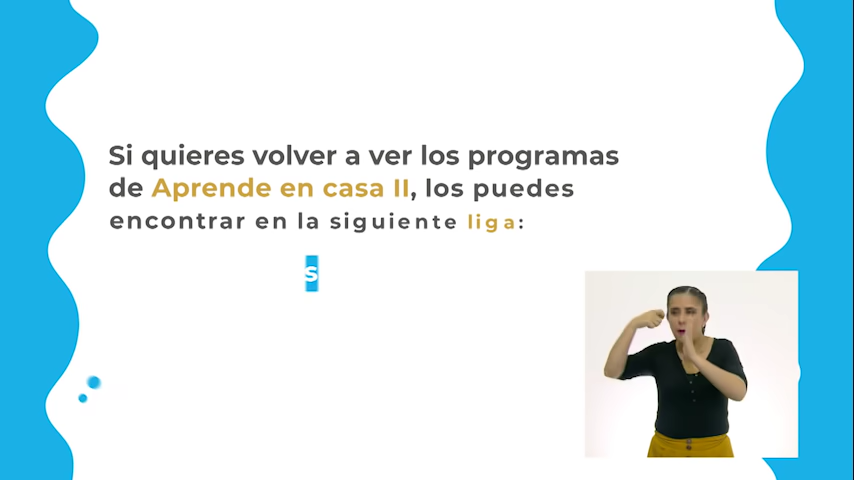 Si quieres volver a ver los programas
de Aprende en casa II, los puedes
encontrar en la siguiente liga:
s